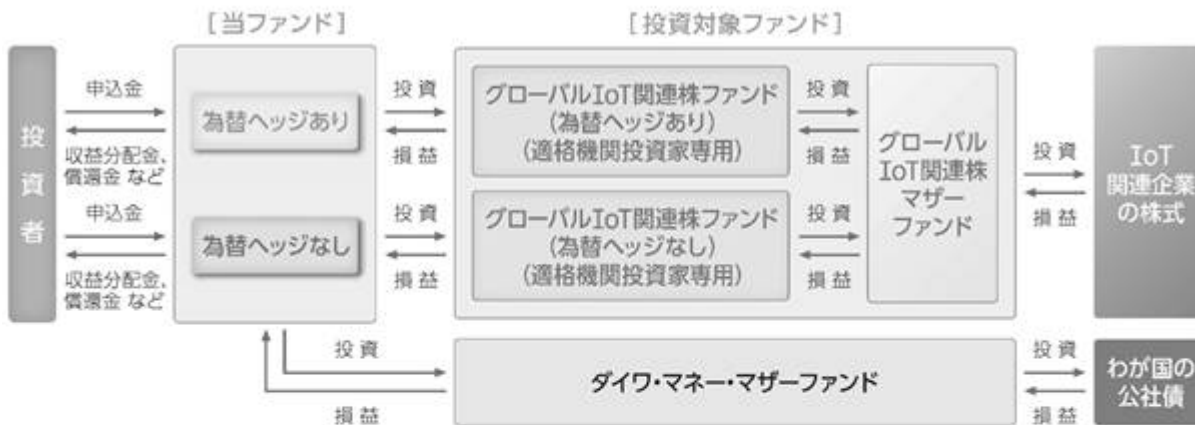 [当ファンド]
[投資対象ファンド]
投資者
申込金
収益分配金、
償還金 など
申込金
収益分配金、
償還金 など
為替ヘッジあり
為替ヘッジなし
投 資
損 益
投 資
損 益
グローバルIoT関連株ファンド
(為替ヘッジあり)
(適格機関投資家専用)
グローバルIoT関連株ファンド
(為替ヘッジなし)
(適格機関投資家専用)
投 資
損 益
投 資
損 益
グローバル
IoT関連株
マザー
ファンド
投 資
損 益
IoT
関連企業
の株式
投 資
損 益
ダイワ・マネー・マザーファンド
投 資
損 益
わが国の
公社債